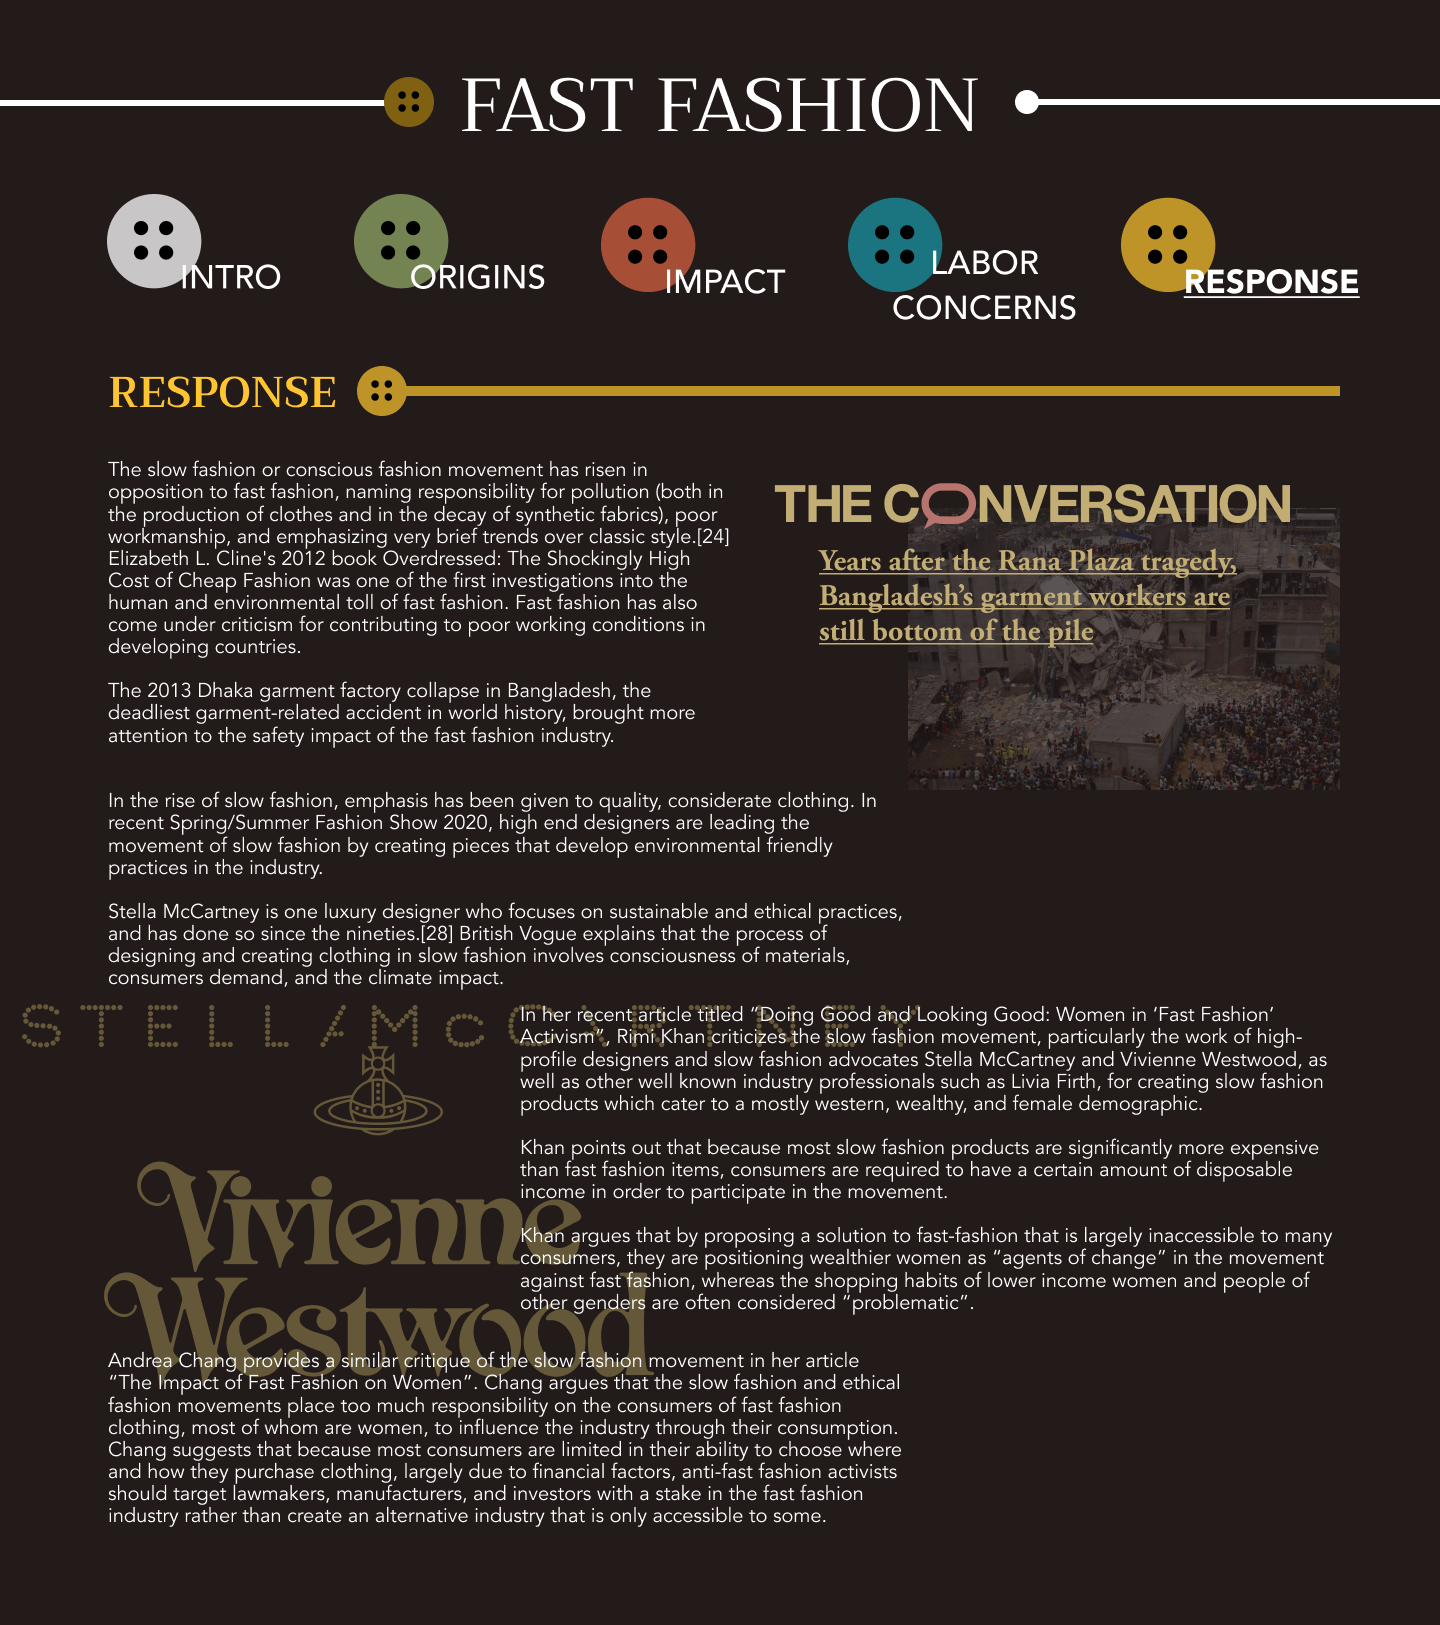 FAST FASHION
INTRO
ORIGINS
IMPACT
LABOR
CONCERNS
RESPONSE
RESPONSE
The slow fashion or conscious fashion movement has risen in
opposition to fast fashion, naming responsibility for pollution (both in
the production of clothes and in the decay of synthetic fabrics), poor
workmanship, and emphasizing very brief trends over classic style.[24]
Elizabeth L. Cline's 2012 book Overdressed: The Shockingly High
Cost of Cheap Fashion was one of the first investigations into the
human and environmental toll of fast fashion. Fast fashion has also
come under criticism for contributing to poor working conditions in
developing countries.
The 2013 Dhaka garment factory collapse in Bangladesh, the
deadliest garment-related accident in world history, brought more
attention to the safety impact of the fast fashion industry.
THE CONVERSATION
Years after the Rana Plaza tragedy,
Bangladesh’s garment workers are
still bottom of the pile
In the rise of slow fashion, emphasis has been given to quality, considerate clothing. In
recent Spring/Summer Fashion Show 2020, high end designers are leading the
movement of slow fashion by creating pieces that develop environmental friendly
practices in the industry.
Stella McCartney is one luxury designer who focuses on sustainable and ethical practices,
and has done so since the nineties.[28] British Vogue explains that the process of
designing and creating clothing in slow fashion involves consciousness of materials,
consumers demand, and the climate impact.
STELLA McCARTNEY
In her recent article titled “Doing Good and Looking Good: Women in ‘Fast Fashion’
Activism”, Rimi Khan criticizes the slow fashion movement, particularly the work of high-
profile designers and slow fashion advocates Stella McCartney and Vivienne Westwood, as
well as other well known industry professionals such as Livia Firth, for creating slow fashion
products which cater to a mostly western, wealthy, and female demographic.
Khan points out that because most slow fashion products are significantly more expensive
than fast fashion items, consumers are required to have a certain amount of disposable
income in order to participate in the movement.
Khan argues that by proposing a solution to fast-fashion that is largely inaccessible to many
consumers, they are positioning wealthier women as “agents of change” in the movement
against fast fashion, whereas the shopping habits of lower income women and people of
other genders are often considered “problematic”.
Vivienne
Westwood
Andrea Chang provides a similar critique of the slow fashion movement in her article
“The Impact of Fast Fashion on Women”. Chang argues that the slow fashion and ethical
fashion movements place too much responsibility on the consumers of fast fashion
clothing, most of whom are women, to influence the industry through their consumption.
Chang suggests that because most consumers are limited in their ability to choose where
and how they purchase clothing, largely due to financial factors, anti-fast fashion activists
should target lawmakers, manufacturers, and investors with a stake in the fast fashion
industry rather than create an alternative industry that is only accessible to some.